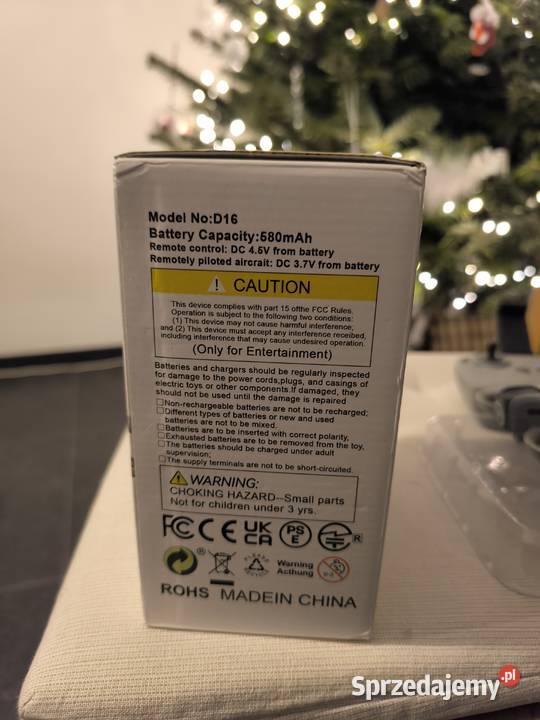 Model No:D16
Battery Capacity:580mAh
Remote control: DC 4.5V from battery
Remotely piloted aircrait: DC 3.7V from battery
CAUTION
This device complies with part 15 ofthe FCC Rules.
Operation is subject to the following two conditions:
(1) This device may not cause harmful interference;
and (2) This device must accept any interference received,
including interference that may cause undesired operation.
(Only for Entertainment)
Batteries and chargers should be regularly inspected
for damage to the power cords,plugs, and casings of
electric toys or other components.If damaged, they
should not be used until the damage is repaired
Non-rechargeable batteries are not to be recharged;
Different types of batteries or new and used
batteries are not to be mixed.
Batteries are to be inserted with correct polarity,
Exhausted batteries are to be removed from the toy,
The batteries should be charged under adult
supervision;
The supply terminals are not to be short-circuited.
WARNING:
CHOKING HAZARD--Small parts
Not for children under 3 yrs.
FC CE UK CA PS E R
R Warning
Acthung 0-3
ROHS MADEIN CHINA
Sprzedajemy.pl